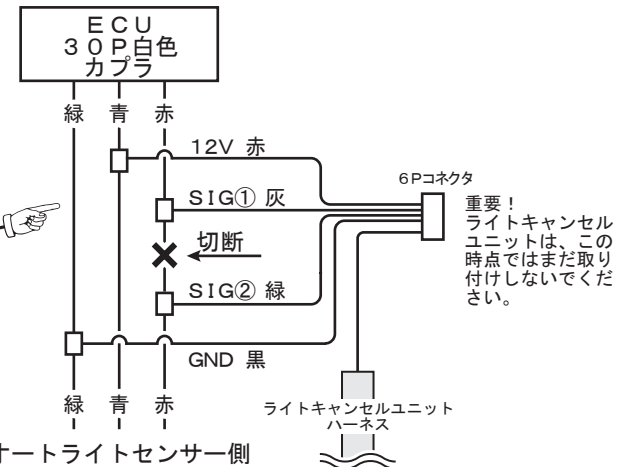 ECU
30P白色
カプラ
緑 青 赤
12V 赤
6Pコネクタ
SIG① 灰
重要!
ライトキャンセル
ユニットは、この
時点ではまだ取り
付けしないでくだ
さい。
切断
SIG② 緑
GND 黒
緑 青 赤
ライトキャンセルユニット
ハーネス
オートライトセンサー側